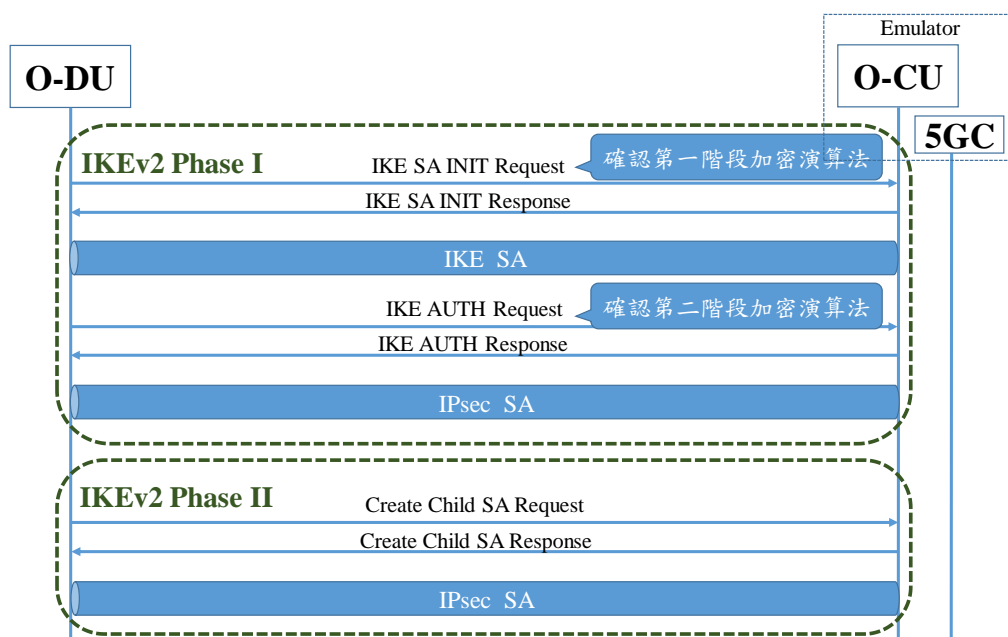 Emulator
O-DU
O-CU
5GC
IKEv2 Phase I
IKE SA INIT Request
確認第一階段加密演算法
IKE SA INIT Response
IKE SA
IKE AUTH Request
確認第二階段加密演算法
IKE AUTH Response
IPsec SA
IKEv2 Phase II
Create Child SA Request
Create Child SA Response
IPsec SA